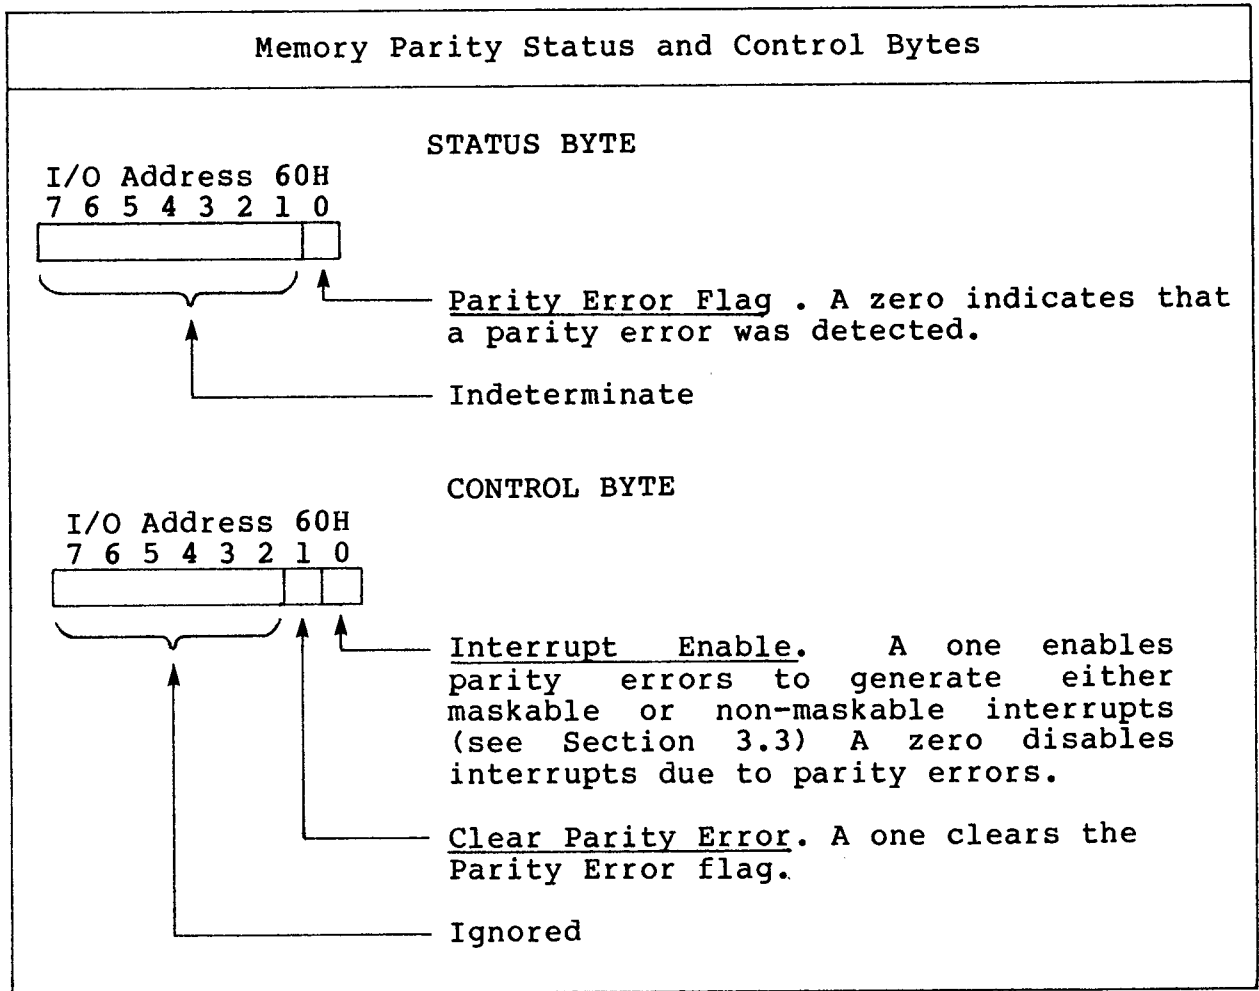 Memory Parity Status and Control Bytes
STATUS BYTE
I/O Address 60H
7 6 5 4 3 2 1 0
Parity Error Flag . A zero indicates that
a parity error was detected.
Indeterminate
CONTROL BYTE
I/O Address 60H
7 6 5 4 3 2 1 0
Interrupt Enable. A one enables
parity errors to generate either
maskable or non-maskable interrupts
(see Section 3.3) A zero disables
interrupts due to parity errors.
Clear Parity Error. A one clears the
Parity Error flag.
Ignored